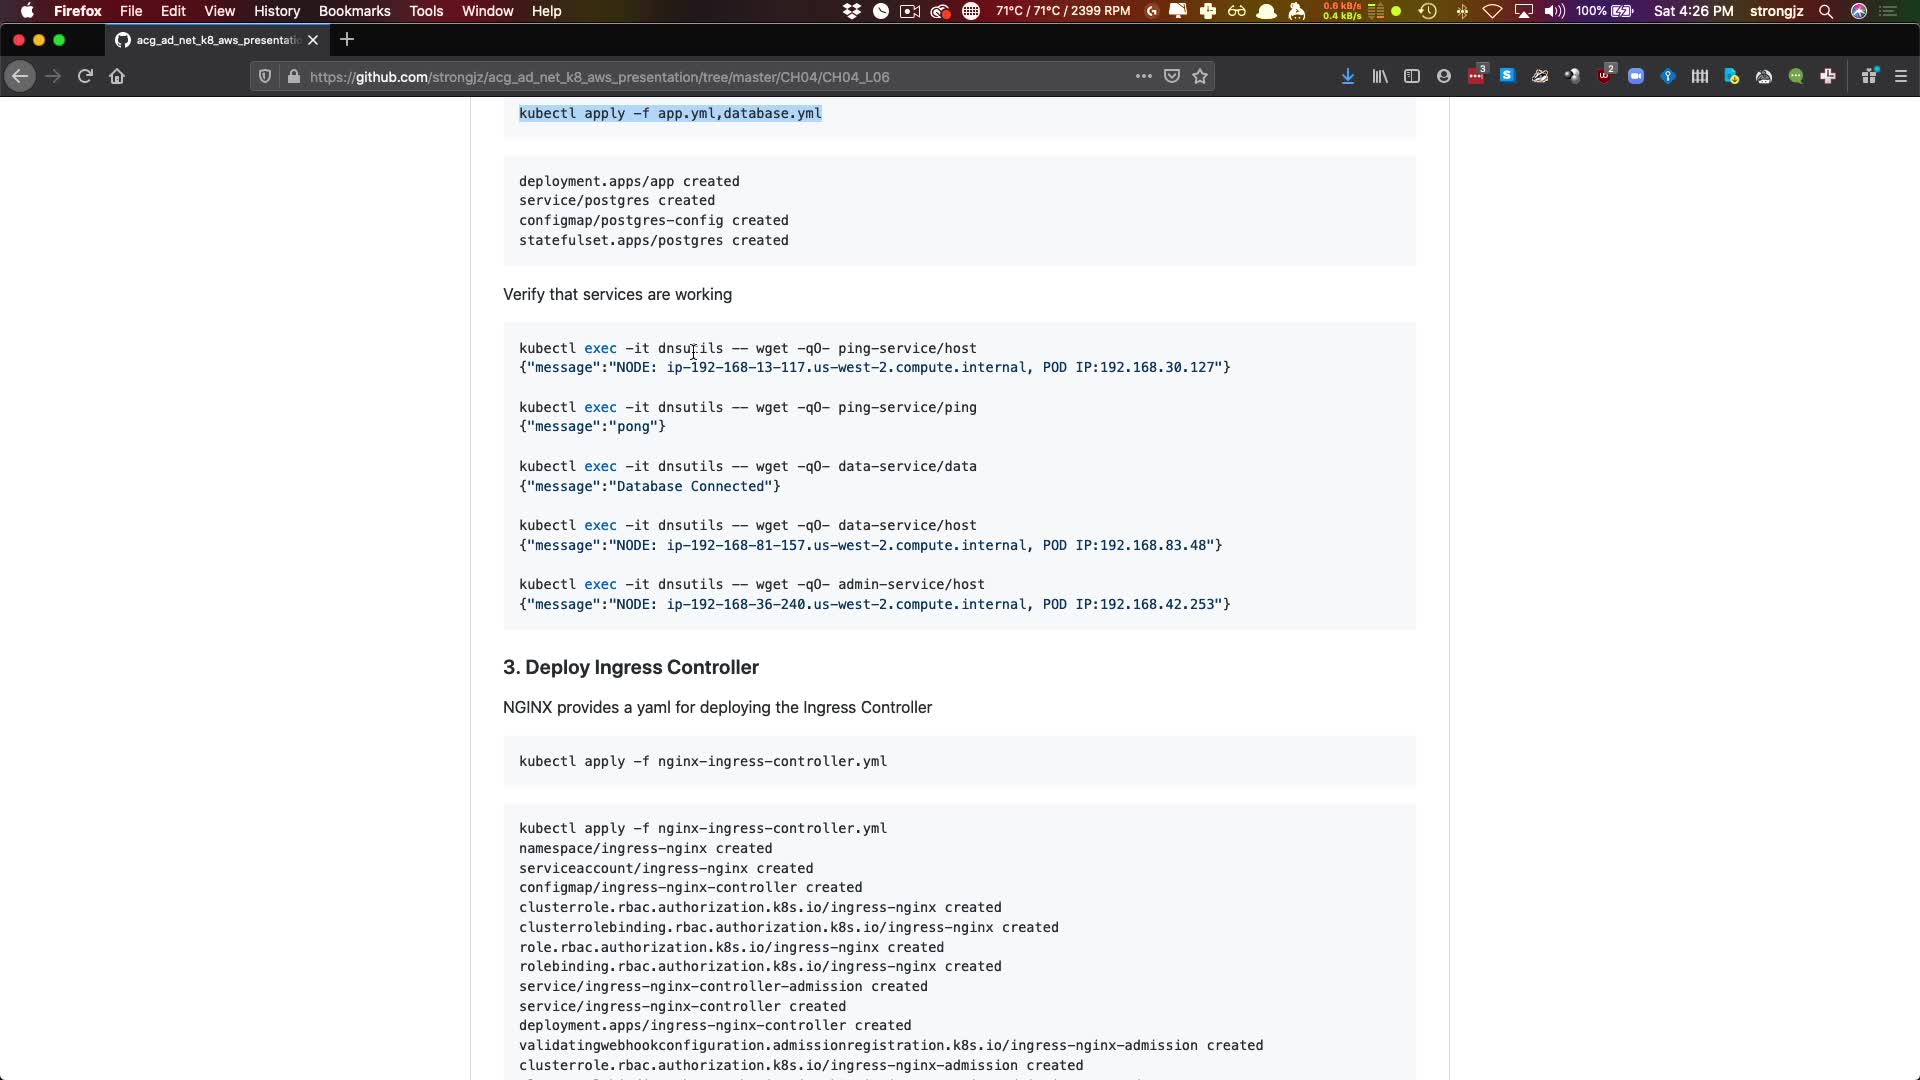 Firefox File Edit View History Bookmarks Tools Window Help
71°C / 71°C / 2399 RPM
0.6 kB/s
0.4 kB/s
100%
Sat 4:26 PM strongjz
acg_ad_net_k8_aws_presentatic
https://github.com/strongjz/acg_ad_net_k8_aws_presentation/tree/master/CH04/CH04_L06
3
S
2
kubectl apply -f app.yml,database.yml
deployment.apps/app created
service/postgres created
configmap/postgres-config created
statefulset.apps/postgres created
Verify that services are working
kubectl exec -it dnsutils -- wget -qO- ping-service/host
{"message":"NODE: ip-192-168-13-117.us-west-2.compute.internal, POD IP:192.168.30.127"}
kubectl exec -it dnsutils -- wget -qO- ping-service/ping
{"message":"pong"}
kubectl exec -it dnsutils -- wget -qO- data-service/data
{"message":"Database Connected"}
kubectl exec -it dnsutils -- wget -qO- data-service/host
{"message":"NODE: ip-192-168-81-157.us-west-2.compute.internal, POD IP:192.168.83.48"}
kubectl exec -it dnsutils -- wget -qO- admin-service/host
{"message":"NODE: ip-192-168-36-240.us-west-2.compute.internal, POD IP:192.168.42.253"}
3. Deploy Ingress Controller
NGINX provides a yaml for deploying the Ingress Controller
kubectl apply -f nginx-ingress-controller.yml
kubectl apply -f nginx-ingress-controller.yml
namespace/ingress-nginx created
serviceaccount/ingress-nginx created
configmap/ingress-nginx-controller created
clusterrole.rbac.authorization.k8s.io/ingress-nginx created
clusterrolebinding.rbac.authorization.k8s.io/ingress-nginx created
role.rbac.authorization.k8s.io/ingress-nginx created
rolebinding.rbac.authorization.k8s.io/ingress-nginx created
service/ingress-nginx-controller-admission created
service/ingress-nginx-controller created
deployment.apps/ingress-nginx-controller created
validatingwebhookconfiguration.admissionregistration.k8s.io/ingress-nginx-admission created
clusterrole.rbac.authorization.k8s.io/ingress-nginx-admission created